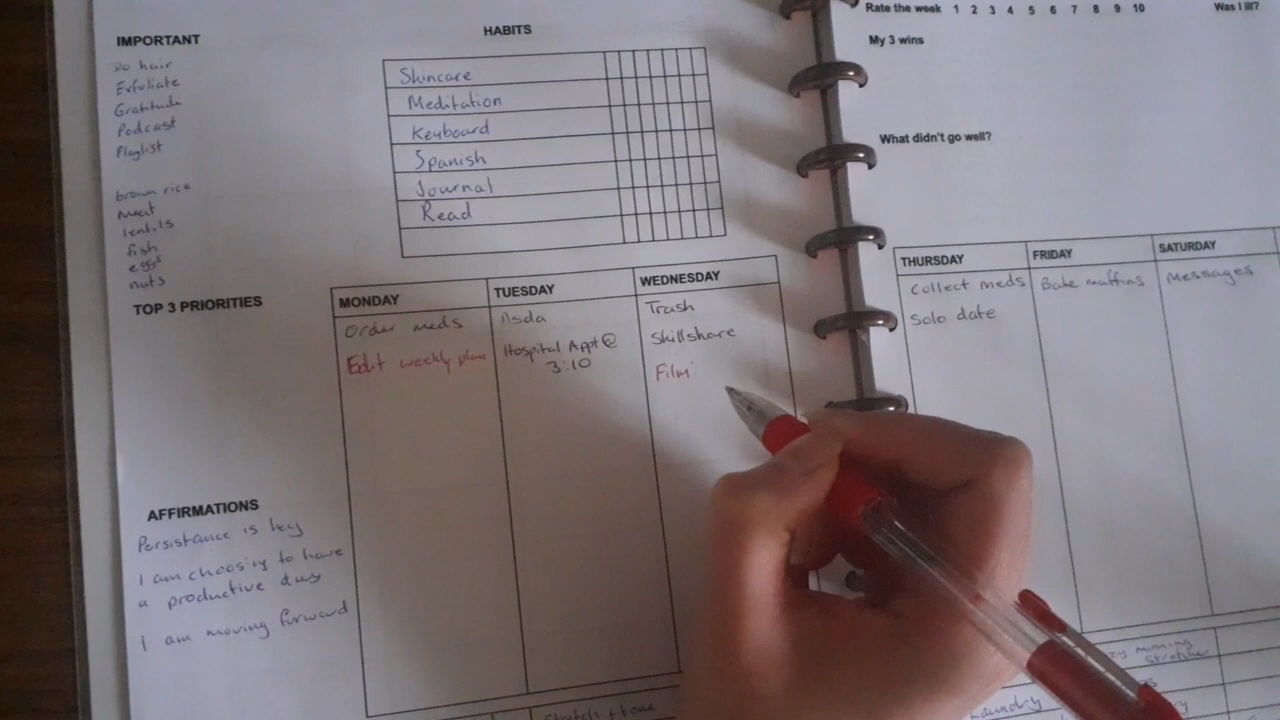 IMPORTANT
Do hair
Exfoliate
Gratitude
Podcast
Playlist
brown rice
meat
lentils
fish
eggs
nuts
HABITS
Skincare
Meditation
Keyboard
Spanish
Journal
Read
TOP 3 PRIORITIES
MONDAY
Order meds
Edit weekly plan
TUESDAY
Asda
Hospital Appt @
3:10
WEDNESDAY
Trash
Skillshare
Film
AFFIRMATIONS
Persistance is key
I am choosing to have
a productive day
I am moving forward
Stretch + tone
Rate the week 1 2 3 4 5 6 7 8 9 10
Was I ill?
My 3 wins
What didn't go well?
THURSDAY
Collect meds
Solo date
FRIDAY
Bake muffins
SATURDAY
Messages
morning
stretches
Laundry